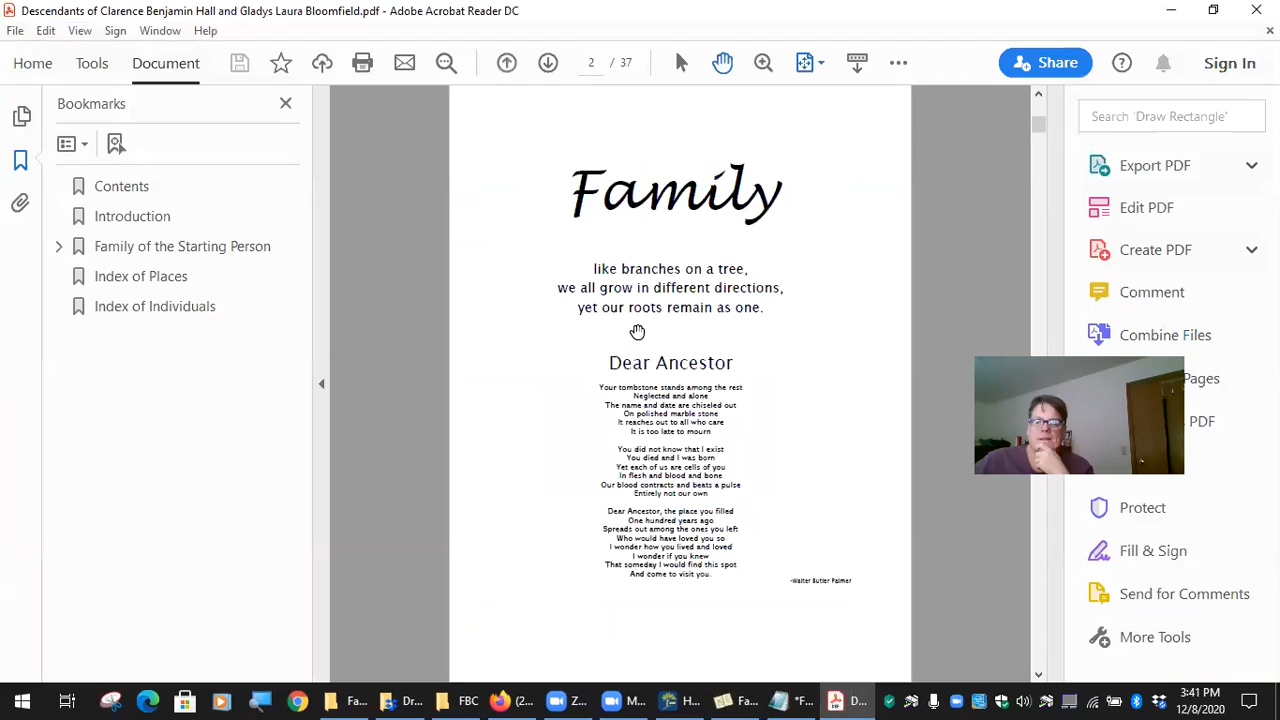 Descendants of Clarence Benjamin Hall and Gladys Laura Bloomfield.pdf - Adobe Acrobat Reader DC
File Edit View Sign Window Help
Home Tools Document 2 / 37 Share Sign In
Bookmarks
Contents
Introduction
Family of the Starting Person
Index of Places
Index of Individuals
Family
like branches on a tree,
we all grow in different directions,
yet our roots remain as one.
Dear Ancestor
Your tombstone stands among the rest
Neglected and alone
The name and date are chiseled out
On polished marble stone
It reaches out to all who care
It is too late to mourn
You did not know that I exist
You died and I was born
Yet each of us are cells of you
In flesh and blood and bone
Our blood contracts and beats a pulse
Entirely not our own
Dear Ancestor, the place you filled
One hundred years ago
Spreads out among the ones you left
Who would have loved you so
I wonder how you lived and loved
I wonder if you knew
That someday I would find this spot
And come to visit you.
-Walter Butler Palmer
Search 'Draw Rectangle'
Export PDF
Edit PDF
Create PDF
Comment
Combine Files
Pages
PDF
Protect
Fill & Sign
Send for Comments
More Tools
Fa... Dr... FBC (2... Z... M... H... Fa... *F... D... 3:41 PM
12/8/2020